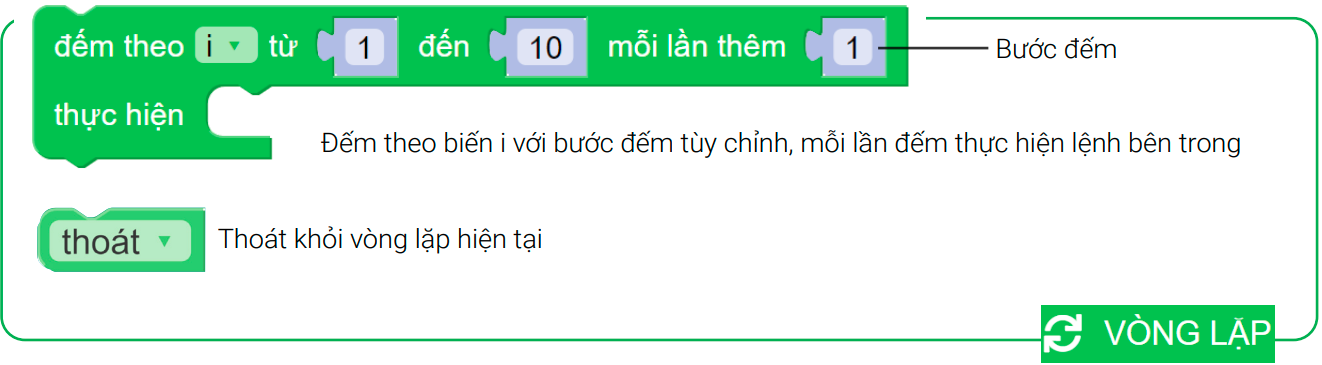 đếm theo i từ 1 đến 10 mỗi lần thêm 1 Bước đếm
thực hiện
Đếm theo biến i với bước đếm tùy chỉnh, mỗi lần đếm thực hiện lệnh bên trong
thoát Thoát khỏi vòng lặp hiện tại
VÒNG LẶP